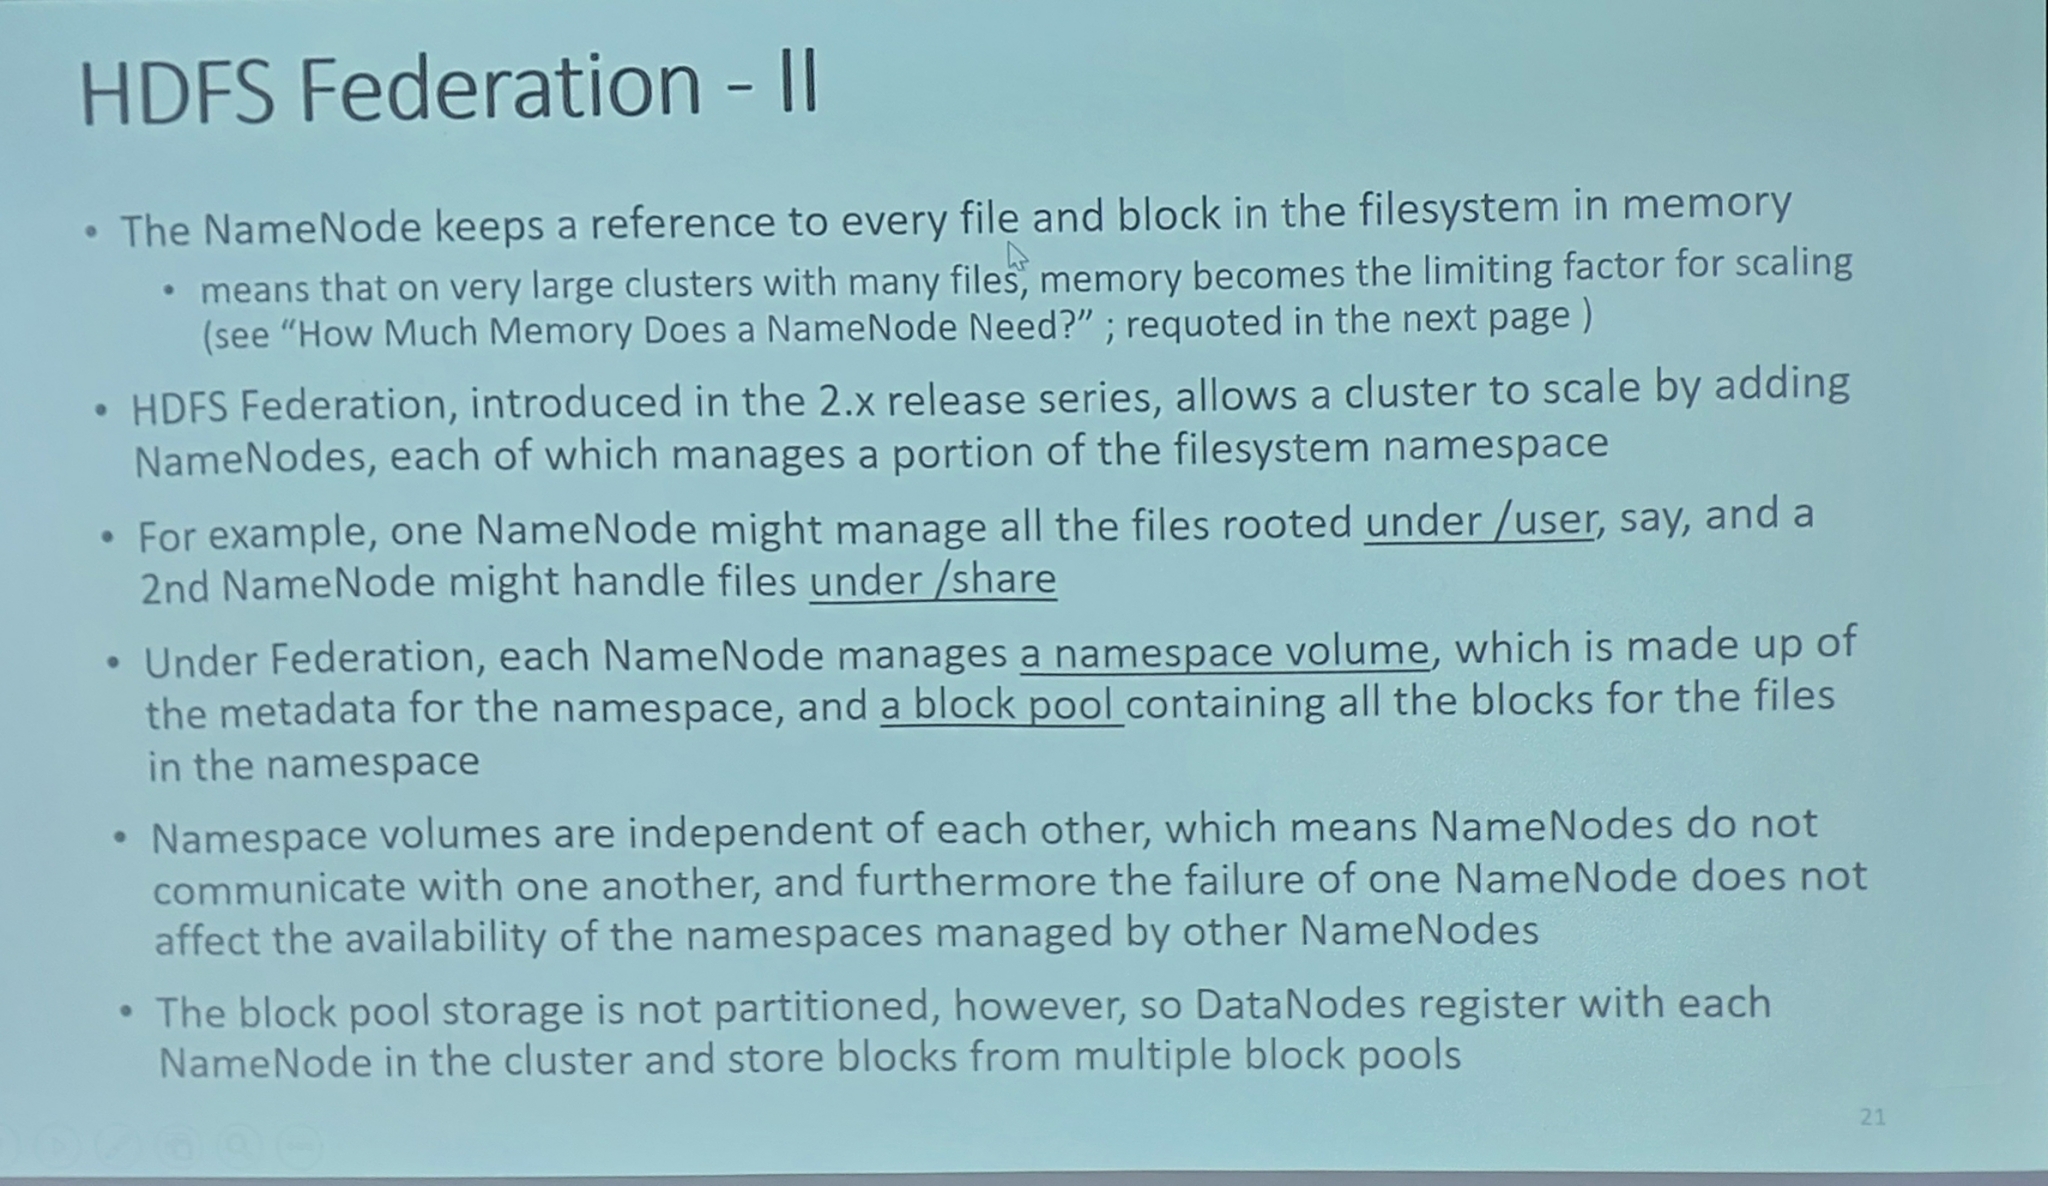 HDFS Federation - II
• The NameNode keeps a reference to every file and block in the filesystem in memory
• means that on very large clusters with many files, memory becomes the limiting factor for scaling
(see “How Much Memory Does a NameNode Need?” ; requoted in the next page )
• HDFS Federation, introduced in the 2.x release series, allows a cluster to scale by adding
NameNodes, each of which manages a portion of the filesystem namespace
• For example, one NameNode might manage all the files rooted under /user, say, and a
2nd NameNode might handle files under /share
• Under Federation, each NameNode manages a namespace volume, which is made up of
the metadata for the namespace, and a block pool containing all the blocks for the files
in the namespace
• Namespace volumes are independent of each other, which means NameNodes do not
communicate with one another, and furthermore the failure of one NameNode does not
affect the availability of the namespaces managed by other NameNodes
• The block pool storage is not partitioned, however, so DataNodes register with each
NameNode in the cluster and store blocks from multiple block pools
21